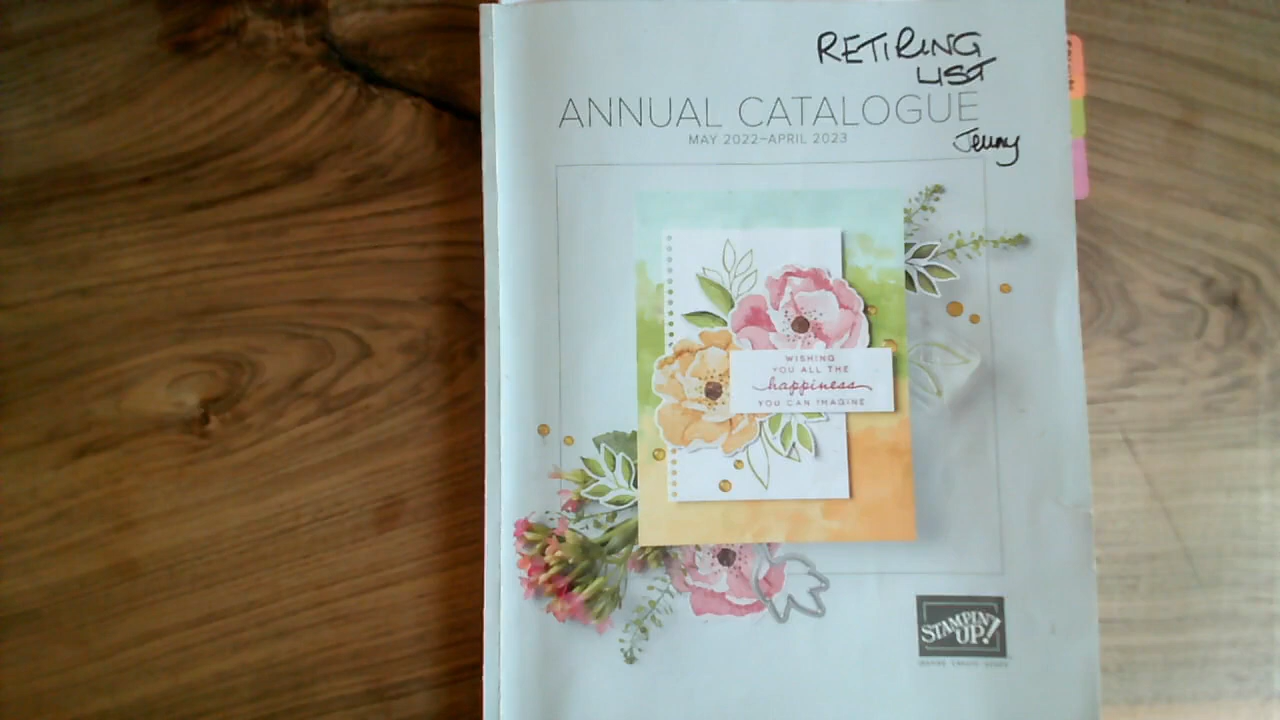 RETIRING
LIST
ANNUAL CATALOGUE
MAY 2022–APRIL 2023
Jenny
WISHING
YOU ALL THE
happiness
YOU CAN IMAGINE
STAMPIN'
UP!